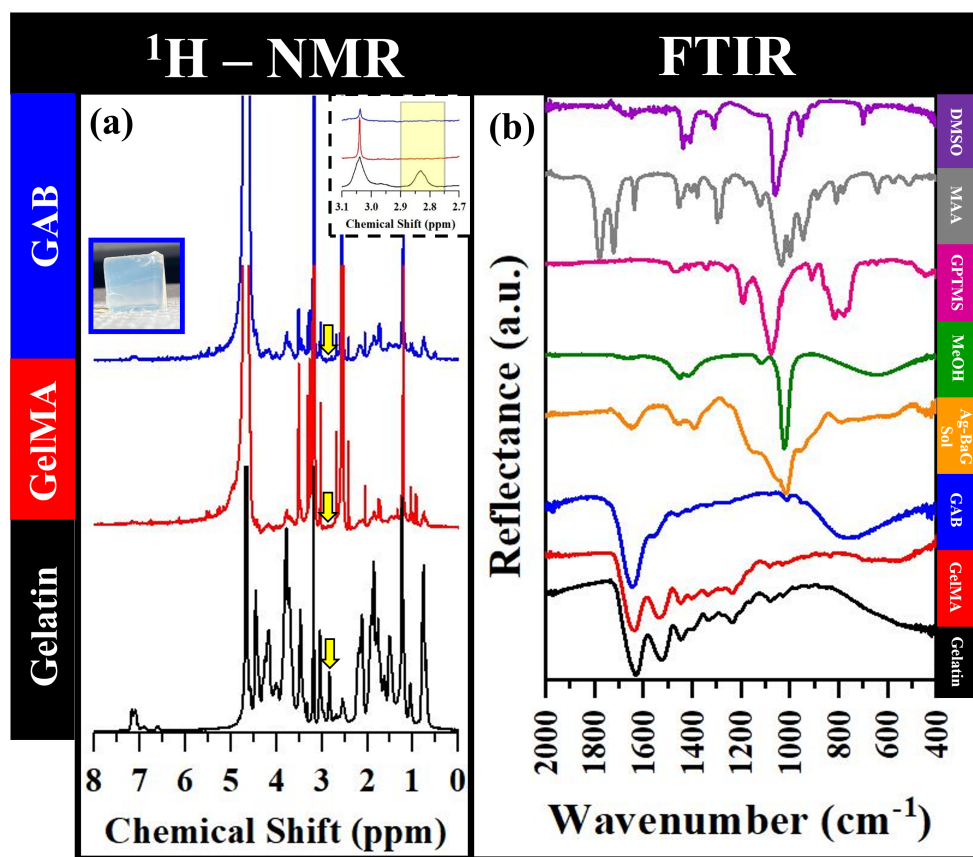 ¹H – NMR
FTIR
GAB
GelMA
Gelatin
(a)
3.1 3.0 2.9 2.8 2.7
Chemical Shift (ppm)
8 7 6 5 4 3 2 1 0
Chemical Shift (ppm)
(b)
Reflectance (a.u.)
DMSO
MAA
GPTMS
MeOH
Ag-BaG
Sol
GAB
GelMA
Gelatin
2000 1800 1600 1400 1200 1000 800 600 400
Wavenumber (cm⁻¹)